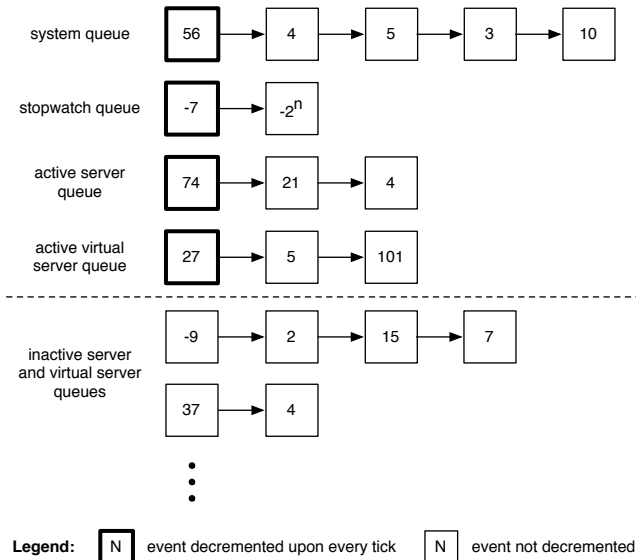 system queue 56 4 5 3 10
stopwatch queue -7 -2ⁿ
active server
queue 74 21 4
active virtual
server queue 27 5 101
-9 2 15 7
inactive server
and virtual server
queues
37 4
Legend: N event decremented upon every tick N event not decremented